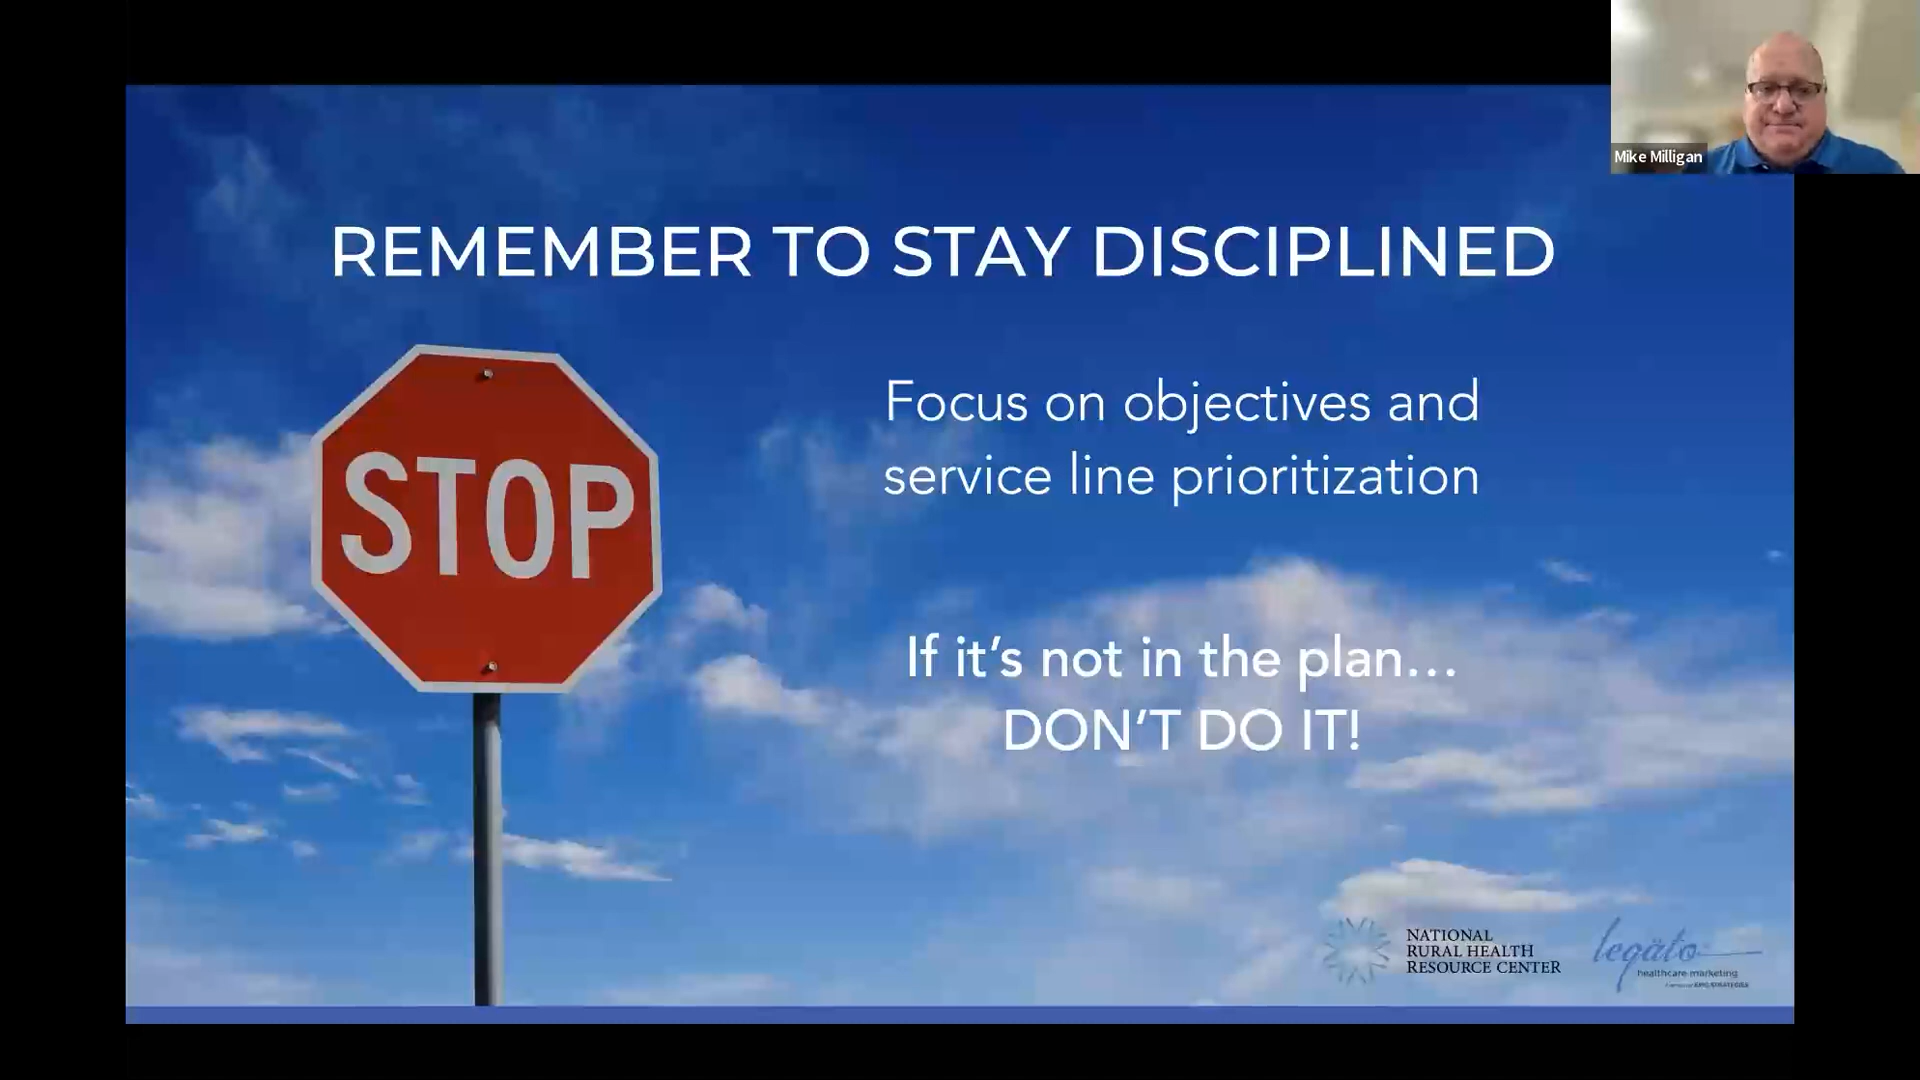 Mike Milligan
REMEMBER TO STAY DISCIPLINED
STOP
Focus on objectives and
service line prioritization
If it's not in the plan…
DON'T DO IT!
NATIONAL
RURAL HEALTH
RESOURCE CENTER
legäto
healthcare marketing